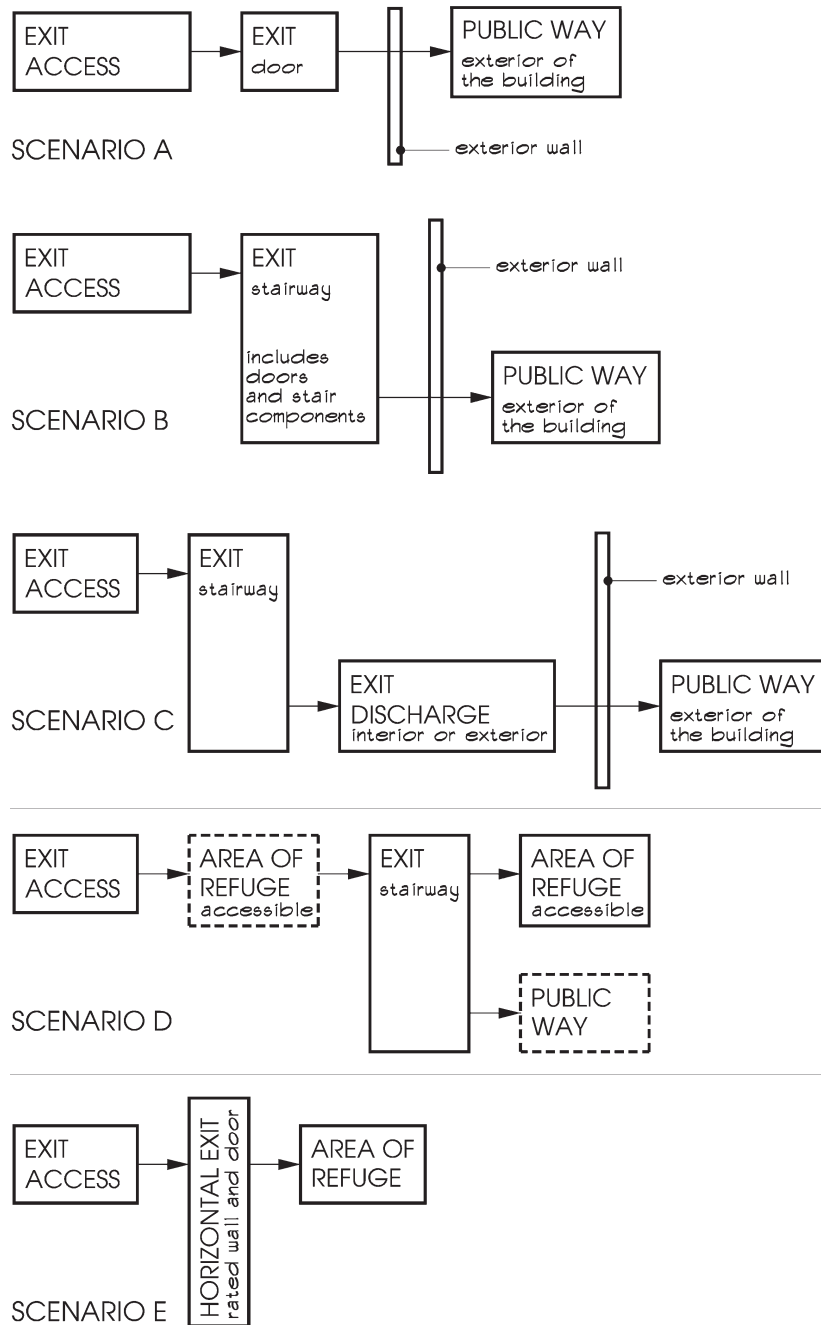 EXIT
ACCESS
EXIT
door
PUBLIC WAY
exterior of
the building
SCENARIO A
exterior wall
EXIT
ACCESS
EXIT
stairway
includes
doors
and stair
components
exterior wall
PUBLIC WAY
exterior of
the building
SCENARIO B
EXIT
ACCESS
EXIT
stairway
exterior wall
EXIT
DISCHARGE
interior or exterior
PUBLIC WAY
exterior of
the building
SCENARIO C
EXIT
ACCESS
AREA OF
REFUGE
accessible
EXIT
stairway
AREA OF
REFUGE
accessible
PUBLIC
WAY
SCENARIO D
EXIT
ACCESS
HORIZONTAL EXIT
rated wall and door
AREA OF
REFUGE
SCENARIO E